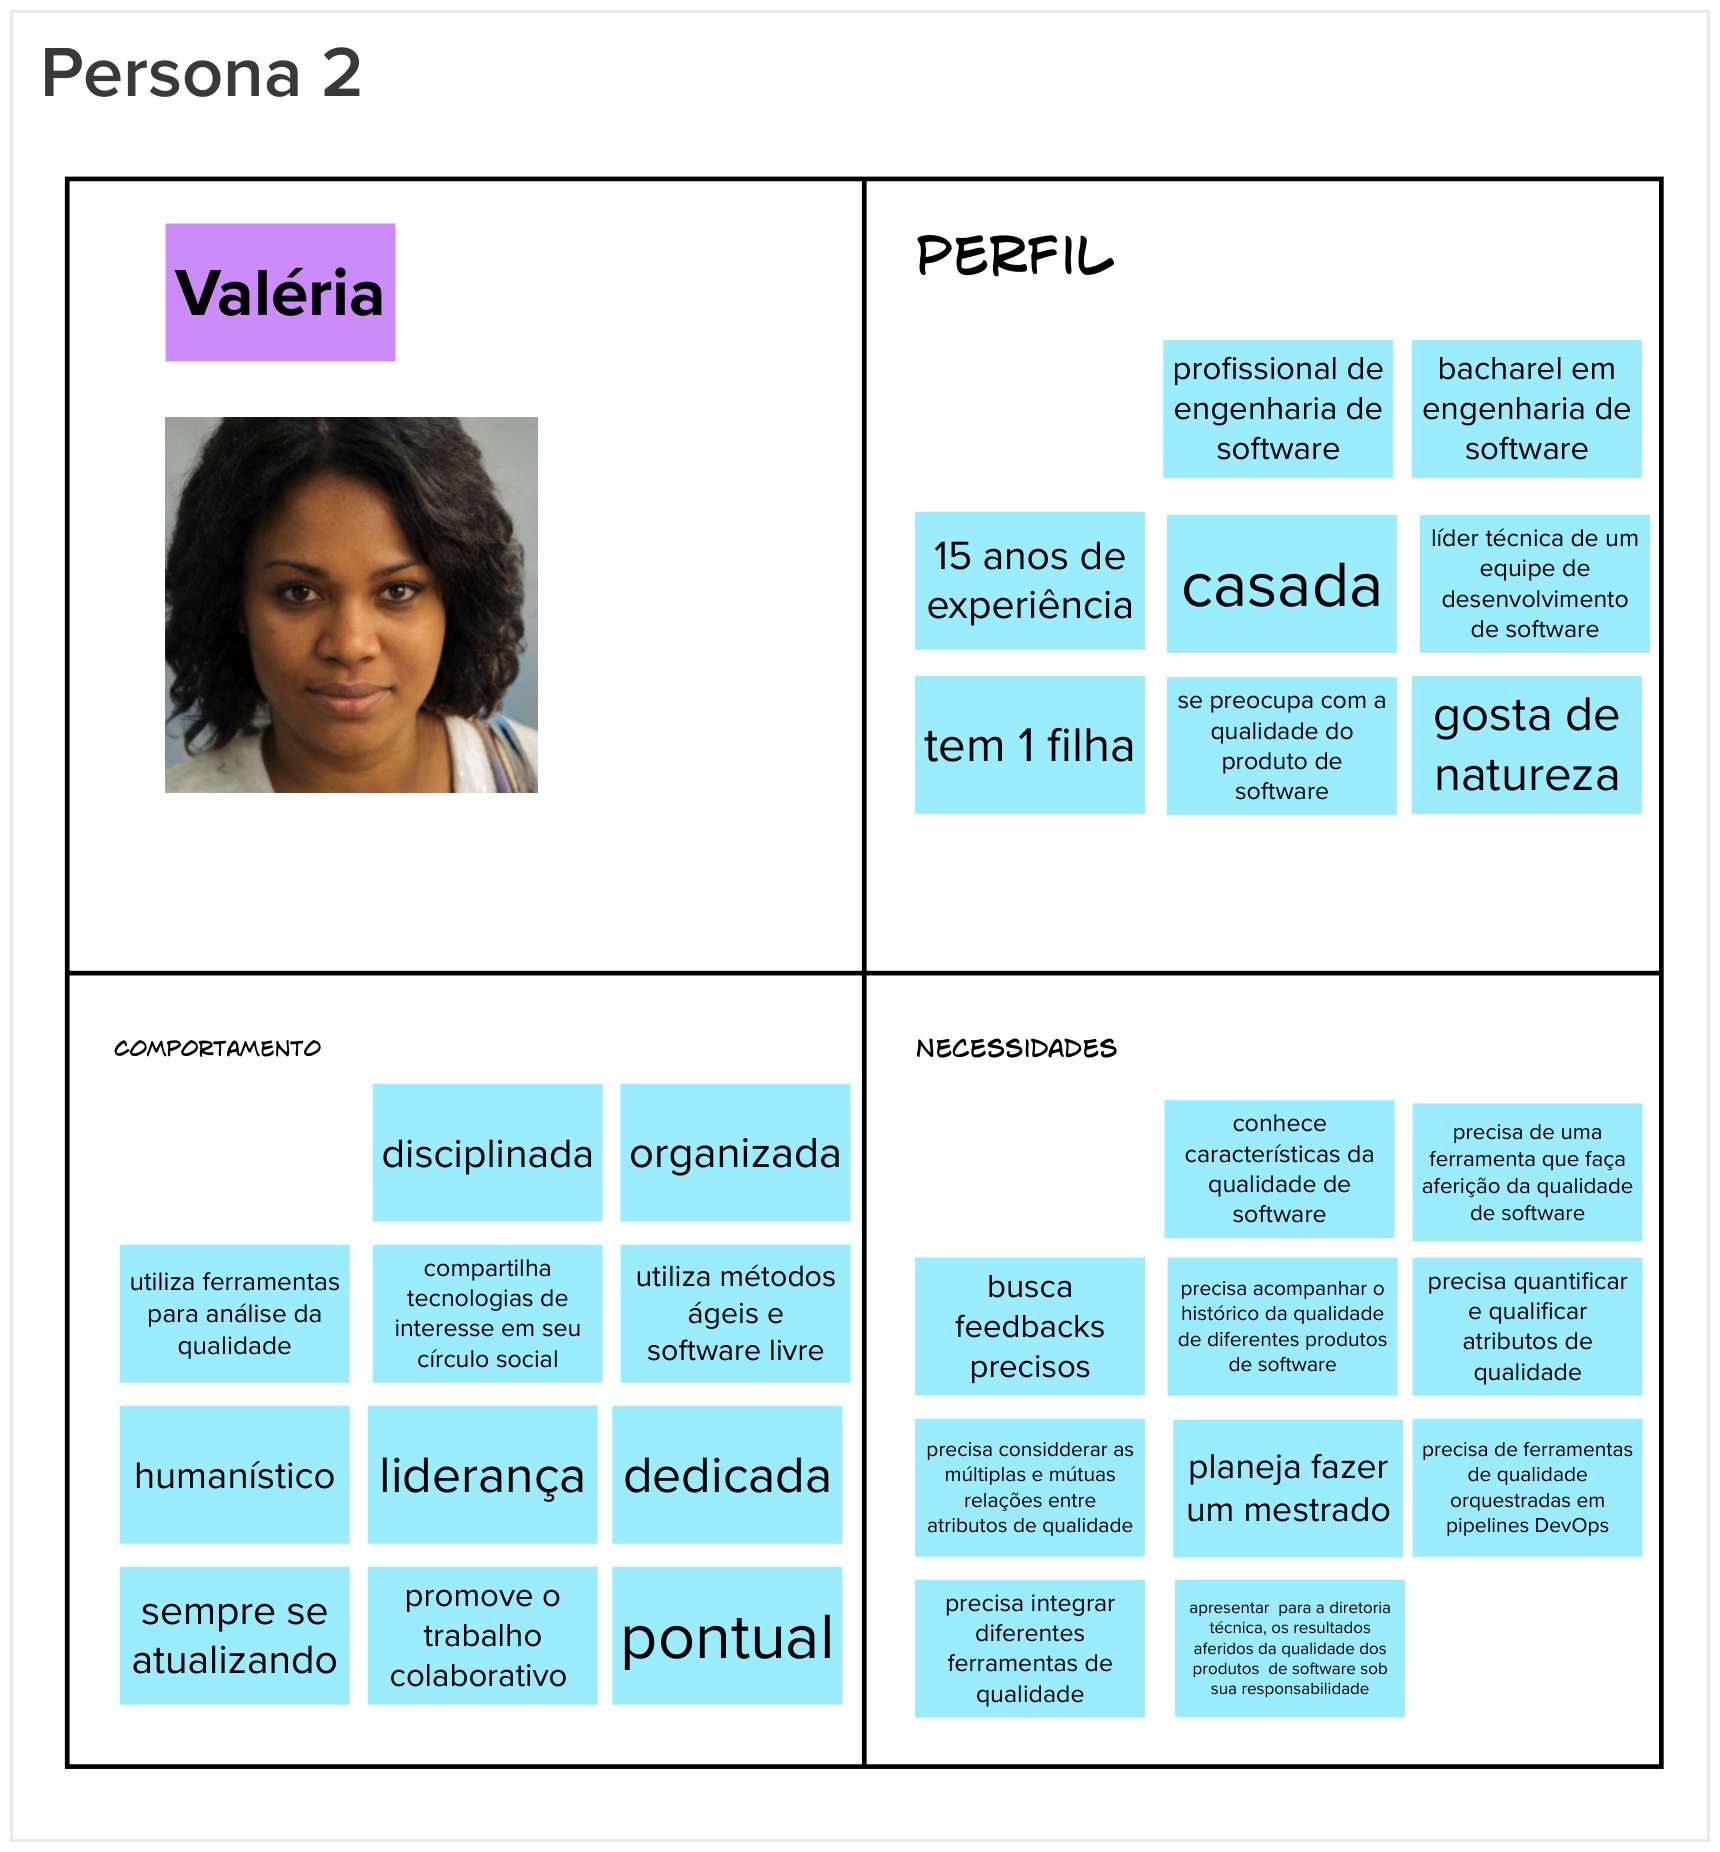 Persona 2
Valéria
PERFIL
profissional de
engenharia de
software
bacharel em
engenharia de
software
15 anos de
experiência
casada
líder técnica de um
equipe de
desenvolvimento
de software
tem 1 filha
se preocupa com a
qualidade do
produto de
software
gosta de
natureza
COMPORTAMENTO
disciplinada
organizada
utiliza ferramentas
para análise da
qualidade
compartilha
tecnologias de
interesse em seu
círculo social
utiliza métodos
ágeis e
software livre
humanístico
liderança
dedicada
sempre se
atualizando
promove o
trabalho
colaborativo
pontual
NECESSIDADES
conhece
características da
qualidade de
software
precisa de uma
ferramenta que faça
aferição da qualidade
de software
busca
feedbacks
precisos
precisa acompanhar o
histórico da qualidade
de diferentes produtos
de software
precisa quantificar
e qualificar
atributos de
qualidade
precisa considderar as
múltiplas e mútuas
relações entre
atributos de qualidade
planeja fazer
um mestrado
precisa de ferramentas
de qualidade
orquestradas em
pipelines DevOps
precisa integrar
diferentes
ferramentas de
qualidade
apresentar para a diretoria
técnica, os resultados
aferidos da qualidade dos
produtos de software sob
sua responsabilidade